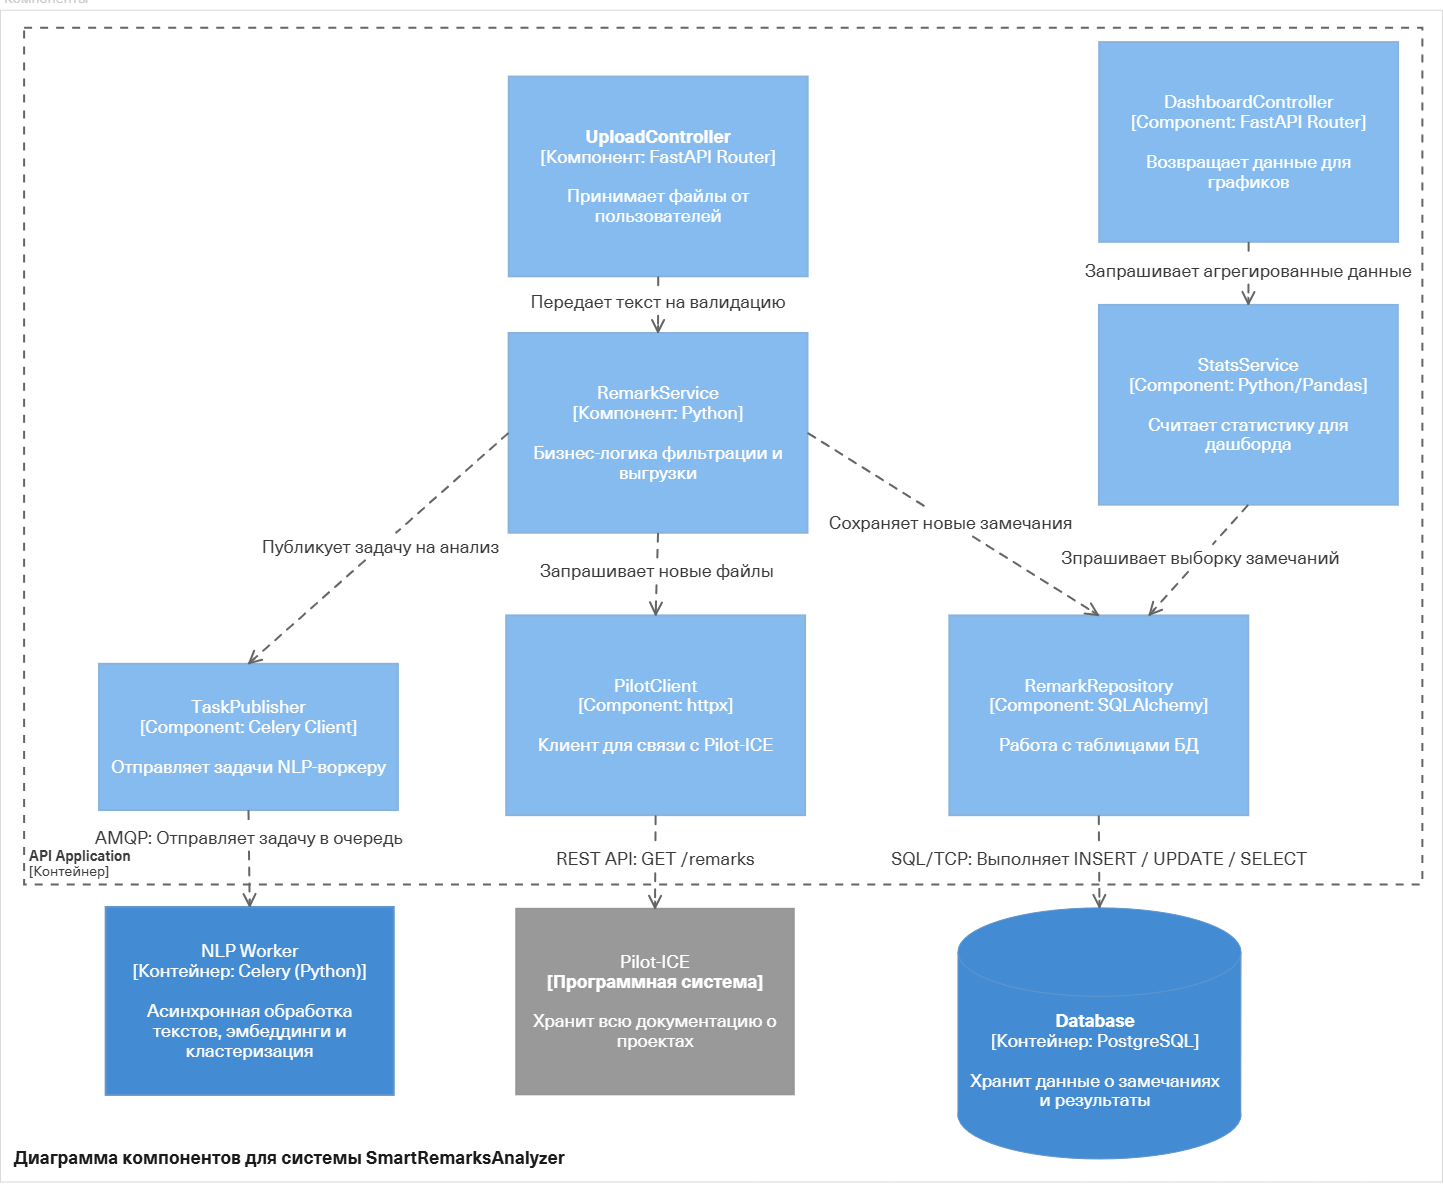 Компоненты
UploadController
[Компонент: FastAPI Router]
Принимает файлы от
пользователей
DashboardController
[Component: FastAPI Router]
Возвращает данные для
графиков
Передает текст на валидацию
Запрашивает агрегированные данные
RemarkService
[Компонент: Python]
Бизнес-логика фильтрации и
выгрузки
StatsService
[Component: Python/Pandas]
Считает статистику для
дашборда
Публикует задачу на анализ
Запрашивает новые файлы
Сохраняет новые замечания
Зпрашивает выборку замечаний
TaskPublisher
[Component: Celery Client]
Отправляет задачи NLP-воркеру
PilotClient
[Component: httpx]
Клиент для связи с Pilot-ICE
RemarkRepository
[Component: SQLAlchemy]
Работа с таблицами БД
AMQP: Отправляет задачу в очередь
REST API: GET /remarks
SQL/TCP: Выполняет INSERT / UPDATE / SELECT
API Application
[Контейнер]
NLP Worker
[Контейнер: Celery (Python)]
Асинхронная обработка
текстов, эмбеддинги и
кластеризация
Pilot-ICE
[Программная система]
Хранит всю документацию о
проектах
Database
[Контейнер: PostgreSQL]
Хранит данные о замечаниях
и результаты
Диаграмма компонентов для системы SmartRemarksAnalyzer